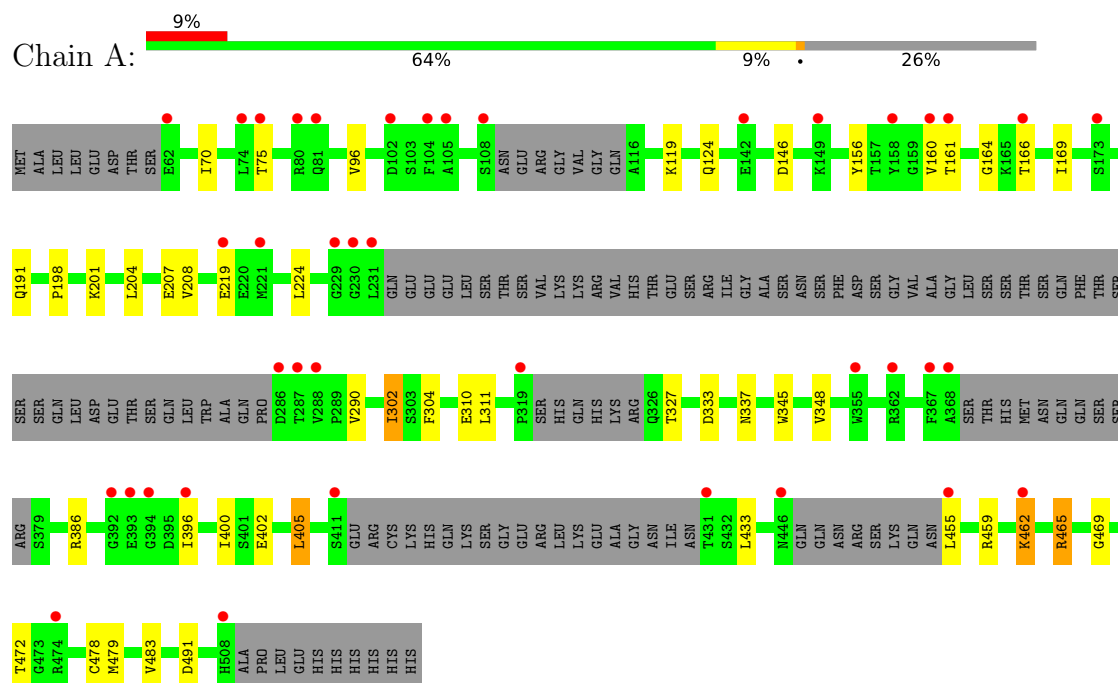 9%
Chain A:
64% 9% • 26%
MET ALA LEU LEU GLU ASP THR SER E62 I70 L74 T75 R80 Q81 V96 D102 S103 F104 A105 S108 ASN GLU ARG GLY VAL GLY GLN A116 K119 Q124 E142 D146 K149 Y156 T157 Y158 G159 V160 T161 G164 K165 T166 I169 S173
Q191 P198 K201 L204 E207 V208 E219 E220 M221 L224 G229 G230 L231 GLN GLU GLU GLU LEU SER THR SER VAL LYS LYS ARG VAL HIS THR GLU SER ARG ILE GLY ALA SER ASN SER PHE ASP SER GLY VAL ALA GLY LEU SER SER THR SER GLN PHE THR SER
SER SER GLN LEU ASP GLU THR SER GLN LEU TRP ALA GLN PRO D286 T287 V288 P289 V290 I302 S303 F304 E310 L311 P319 SER HIS GLN HIS LYS ARG Q326 T327 D333 N337 W345 V348 W355 R362 F367 A368 SER THR HIS MET ASN GLN GLN SER SER
ARG S379 R386 G392 E393 G394 D395 I396 I400 S401 E402 L405 S411 GLU ARG CYS LYS HIS GLN LYS SER GLY GLU ARG LEU LYS GLU ALA GLY ASN ILE ASN T431 S432 L433 N446 GLN GLN ASN ARG SER LYS GLN ASN L455 R459 K462 R465 G469
T472 G473 R474 C478 M479 V483 D491 H508 ALA PRO LEU GLU HIS HIS HIS HIS HIS HIS